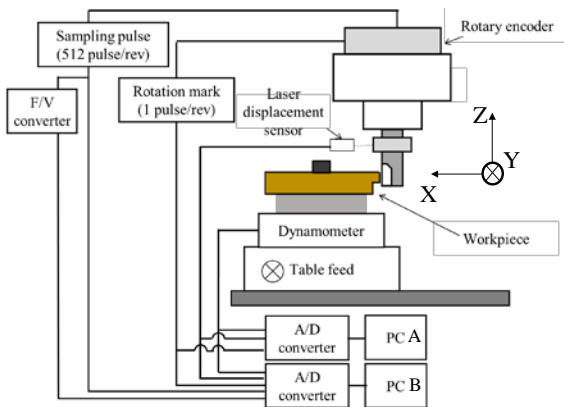 Sampling pulse
(512 pulse/rev)
Rotary encoder
F/V
converter
Rotation mark
(1 pulse/rev)
Laser
displacement
sensor
Z
Y
X
Dynamometer
Workpiece
Table feed
A/D
converter
PC A
A/D
converter
PC B